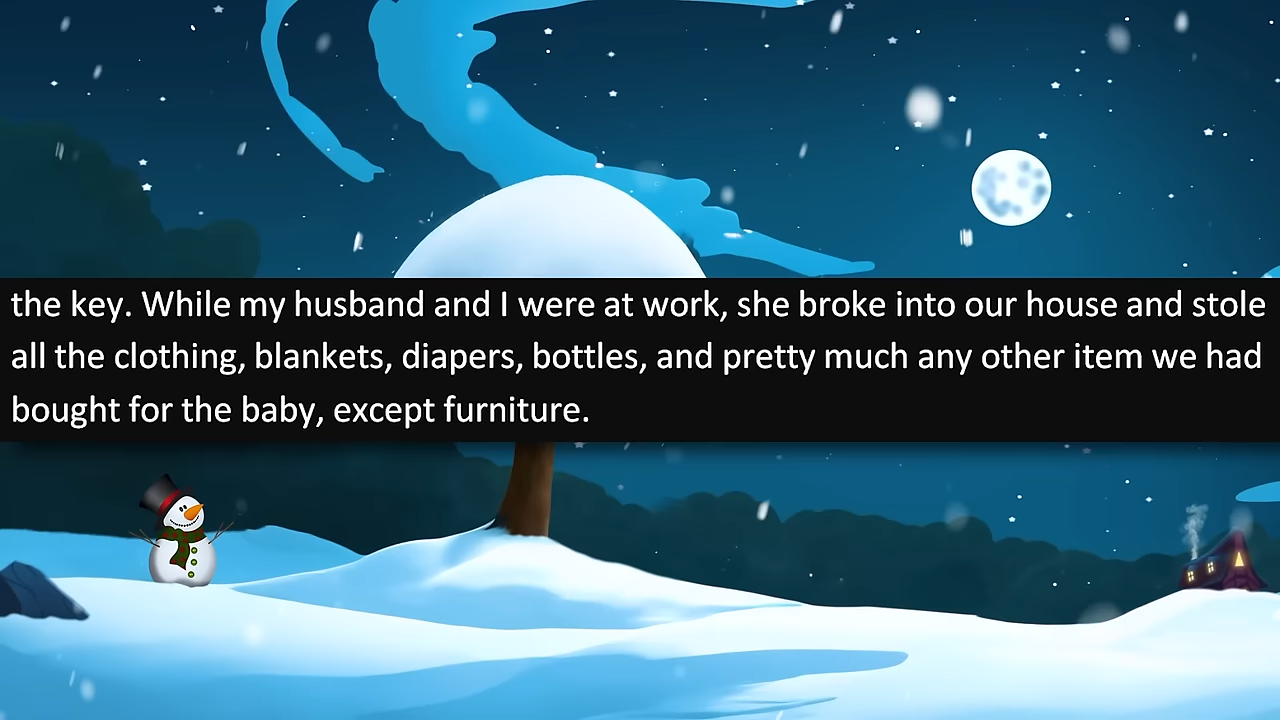 the key. While my husband and I were at work, she broke into our house and stole
all the clothing, blankets, diapers, bottles, and pretty much any other item we had
bought for the baby, except furniture.